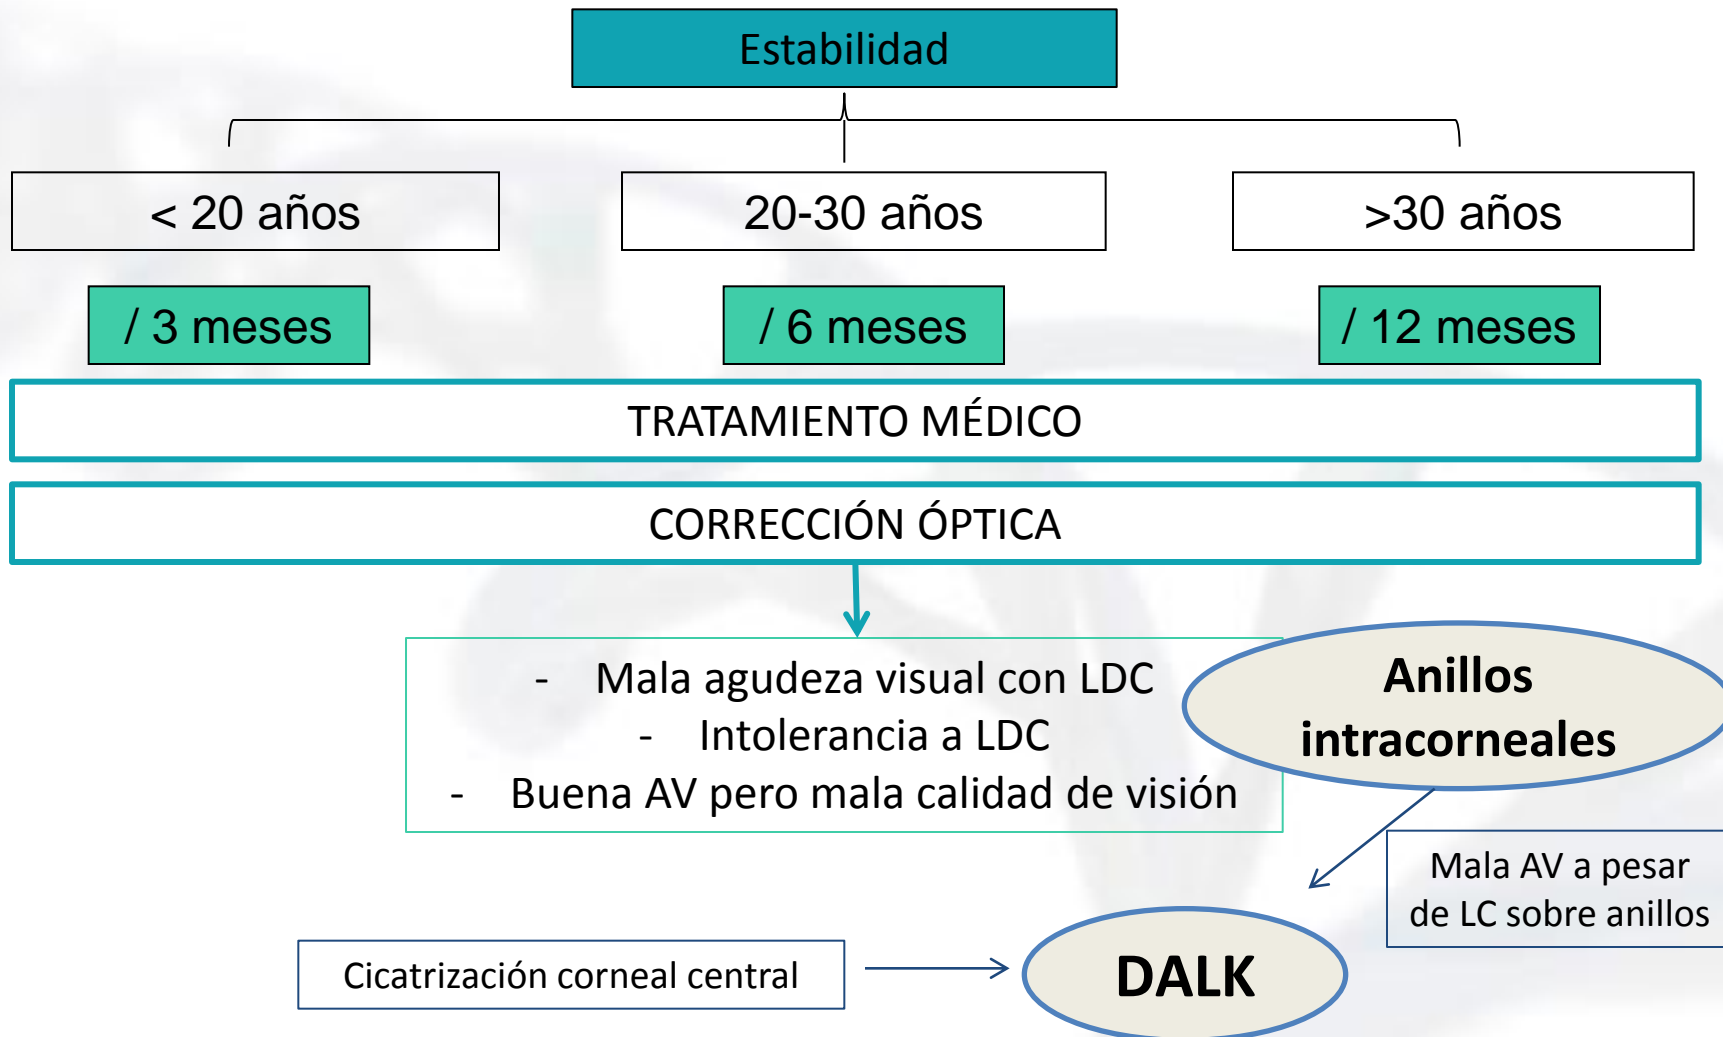 Estabilidad
< 20 años
20-30 años
>30 años
/ 3 meses
/ 6 meses
/ 12 meses
TRATAMIENTO MÉDICO
CORRECCIÓN ÓPTICA
- Mala agudeza visual con LDC
- Intolerancia a LDC
- Buena AV pero mala calidad de visión
Anillos
intracorneales
Mala AV a pesar
de LC sobre anillos
Cicatrización corneal central
DALK